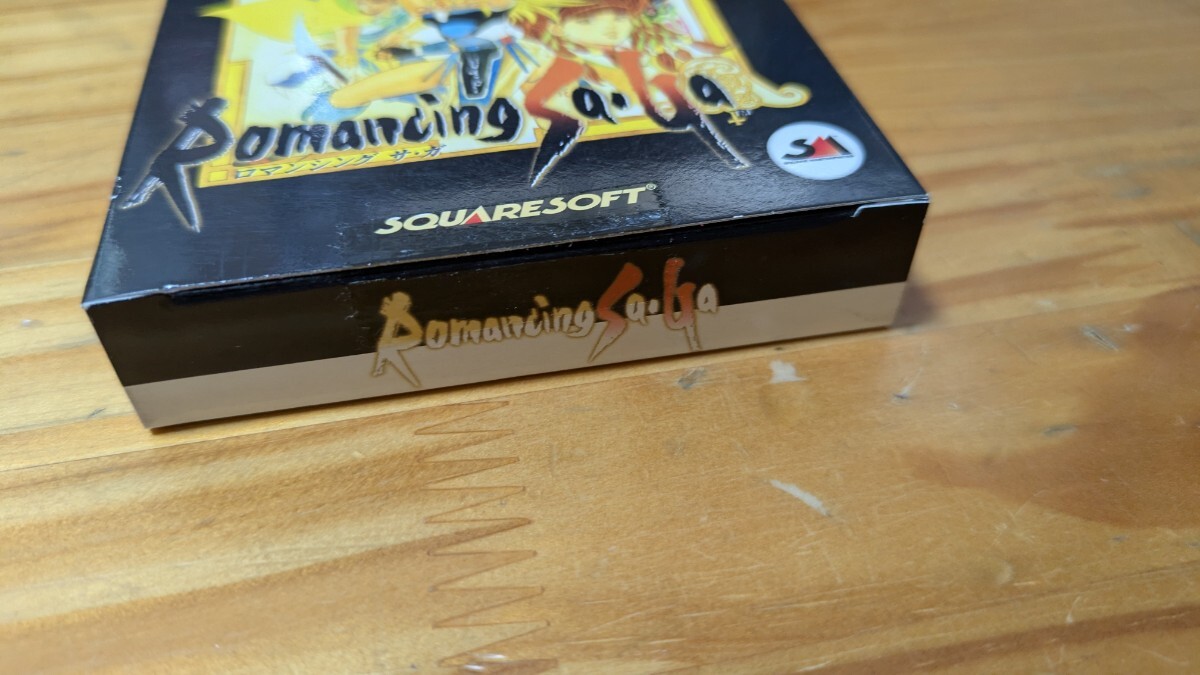 Romancing Sa·Ga
ロマンシング サ・ガ
SM
SQUARESOFT®
Romancing Sa·Ga